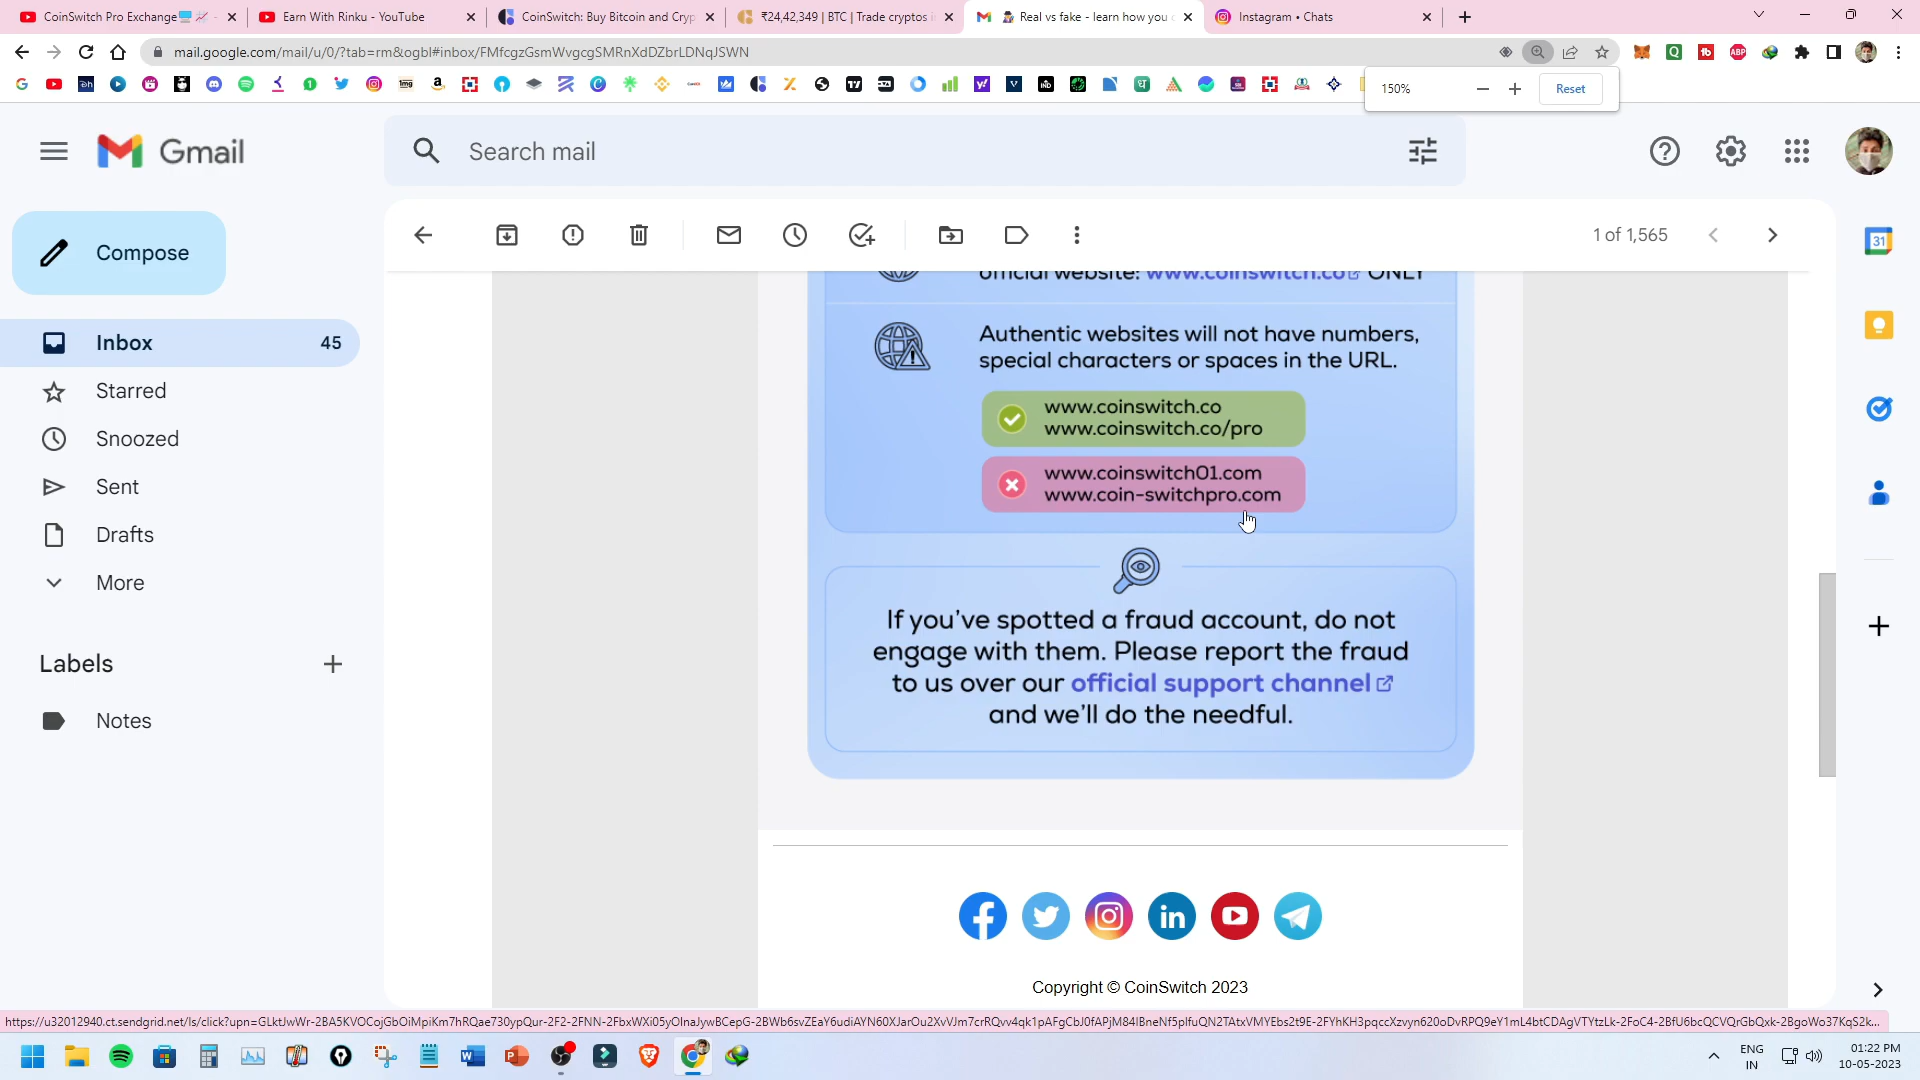 CoinSwitch Pro Exchange
Earn With Rinku - YouTube
CoinSwitch: Buy Bitcoin and Cryp
₹24,42,349 | BTC | Trade cryptos i
Real vs fake - learn how you c
Instagram • Chats
mail.google.com/mail/u/0/?tab=rm&ogbl#inbox/FMfcgzGsmWvgcgSMRnXdDZbrLDNqJSWN
150%
Reset
Gmail
Search mail
Compose
1 of 1,565
Inbox 45
Starred
Snoozed
Sent
Drafts
More
Labels
Notes
official website: www.coinswitch.co ONLY
Authentic websites will not have numbers,
special characters or spaces in the URL.
www.coinswitch.co
www.coinswitch.co/pro
www.coinswitch01.com
www.coin-switchpro.com
If you've spotted a fraud account, do not
engage with them. Please report the fraud
to us over our official support channel
and we'll do the needful.
Copyright © CoinSwitch 2023
ENG
IN
01:22 PM
10-05-2023